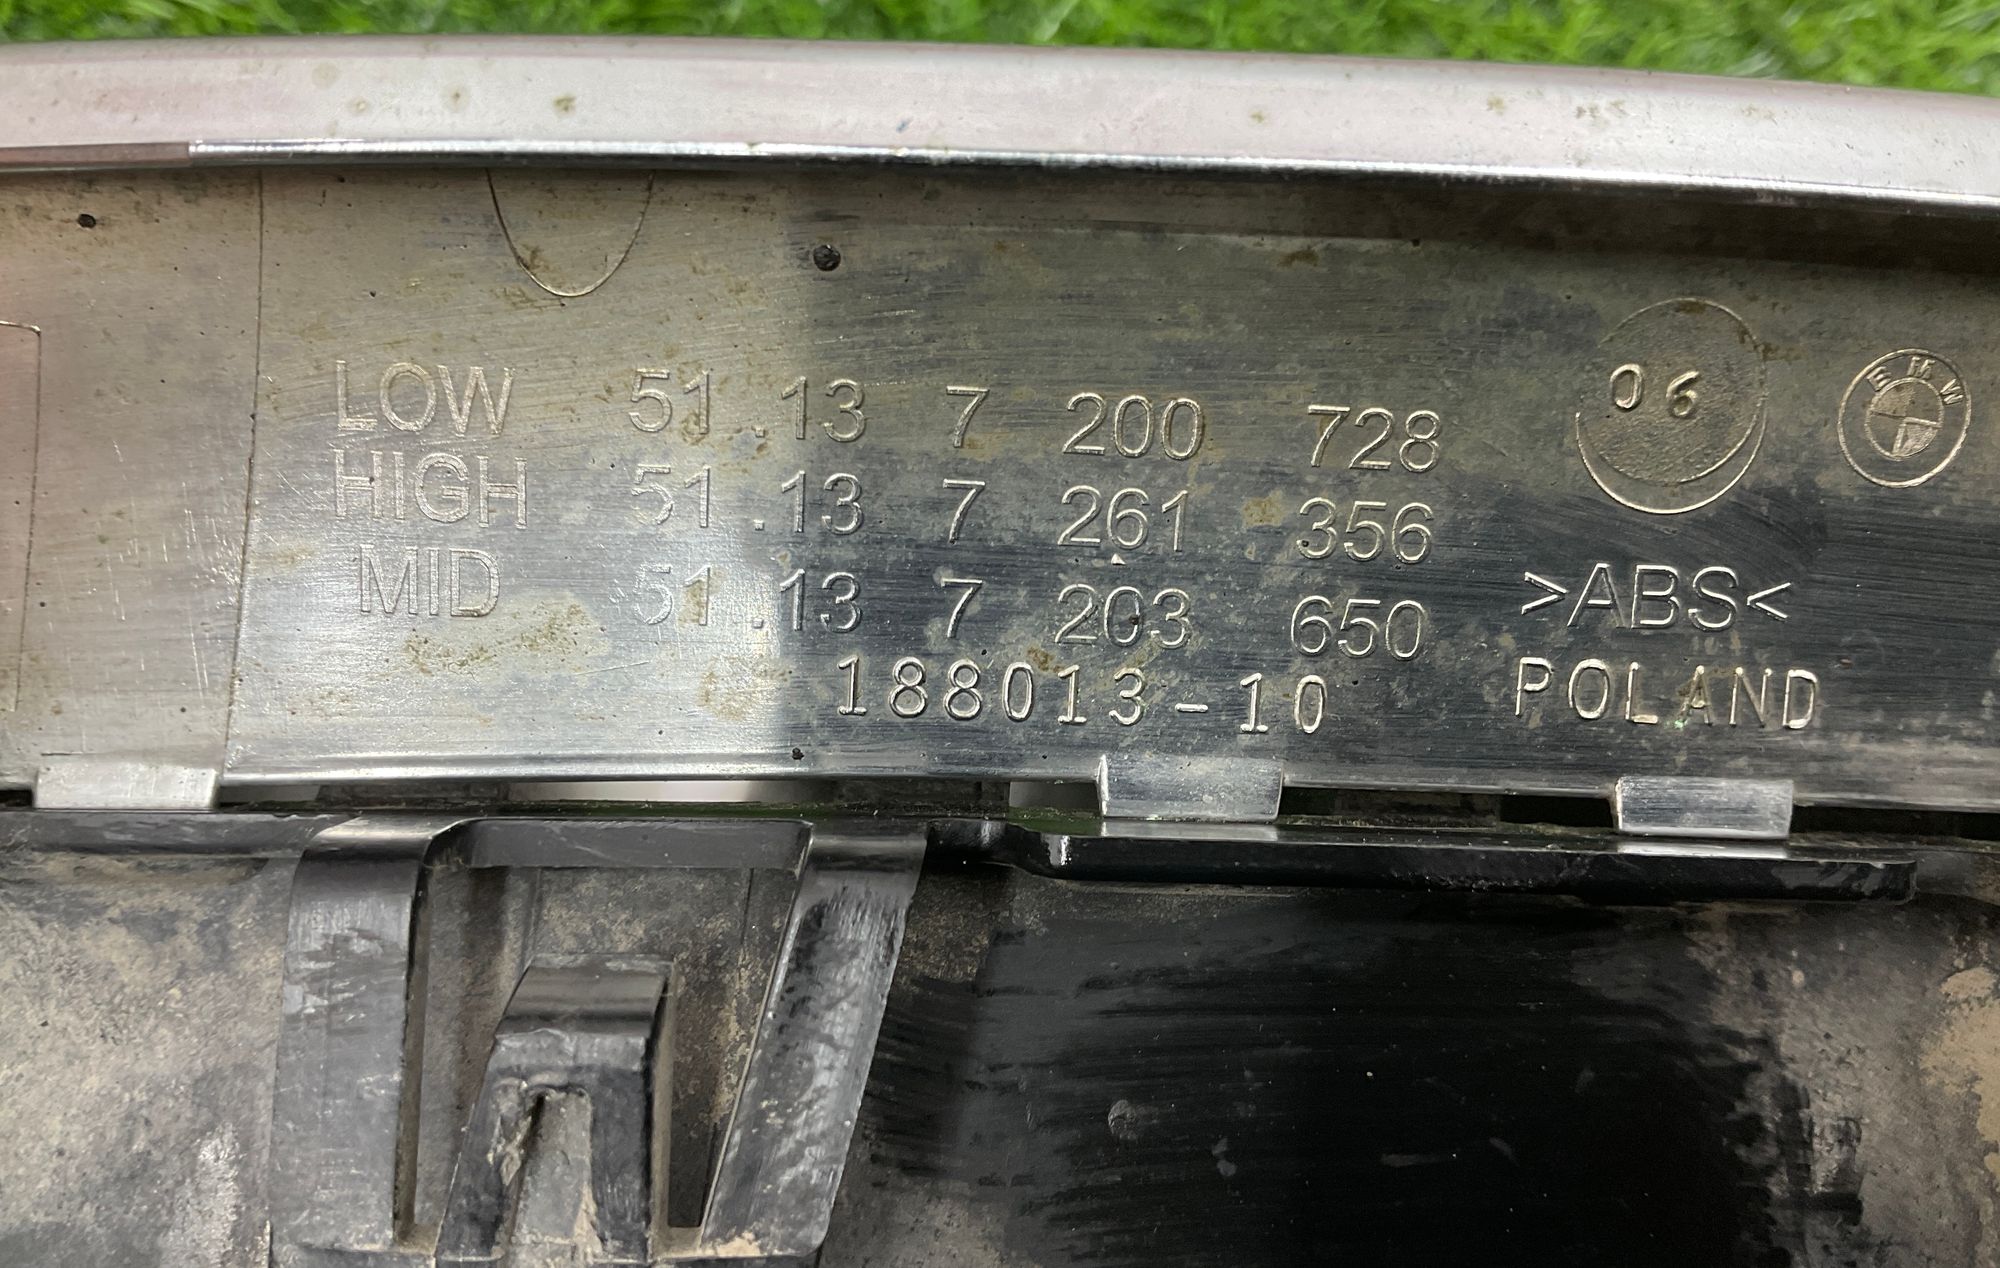 LOW 51.13 7 200 728
HIGH 51.13 7 261 356
MID 51.13 7 203 650
188013-10
06
BMW
>ABS<
POLAND